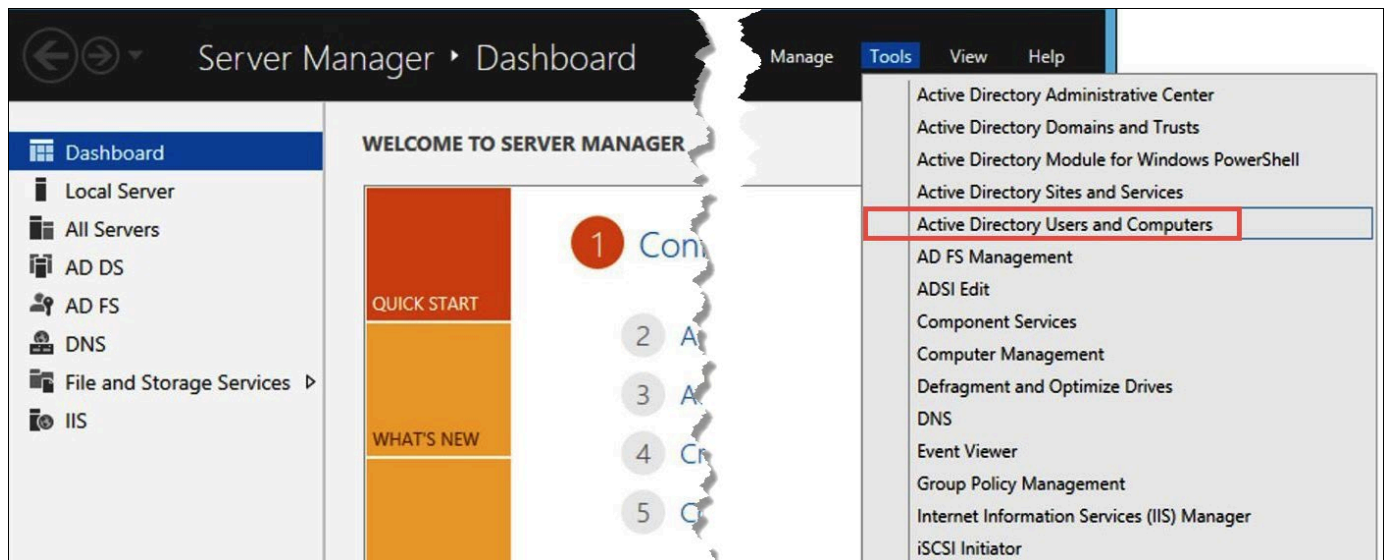 Server Manager ‣ Dashboard
Manage Tools View Help
Dashboard
Local Server
All Servers
AD DS
AD FS
DNS
File and Storage Services
IIS
WELCOME TO SERVER MANAGER
QUICK START
WHAT'S NEW
1
2
3
4
5
Active Directory Administrative Center
Active Directory Domains and Trusts
Active Directory Module for Windows PowerShell
Active Directory Sites and Services
Active Directory Users and Computers
AD FS Management
ADSI Edit
Component Services
Computer Management
Defragment and Optimize Drives
DNS
Event Viewer
Group Policy Management
Internet Information Services (IIS) Manager
iSCSI Initiator